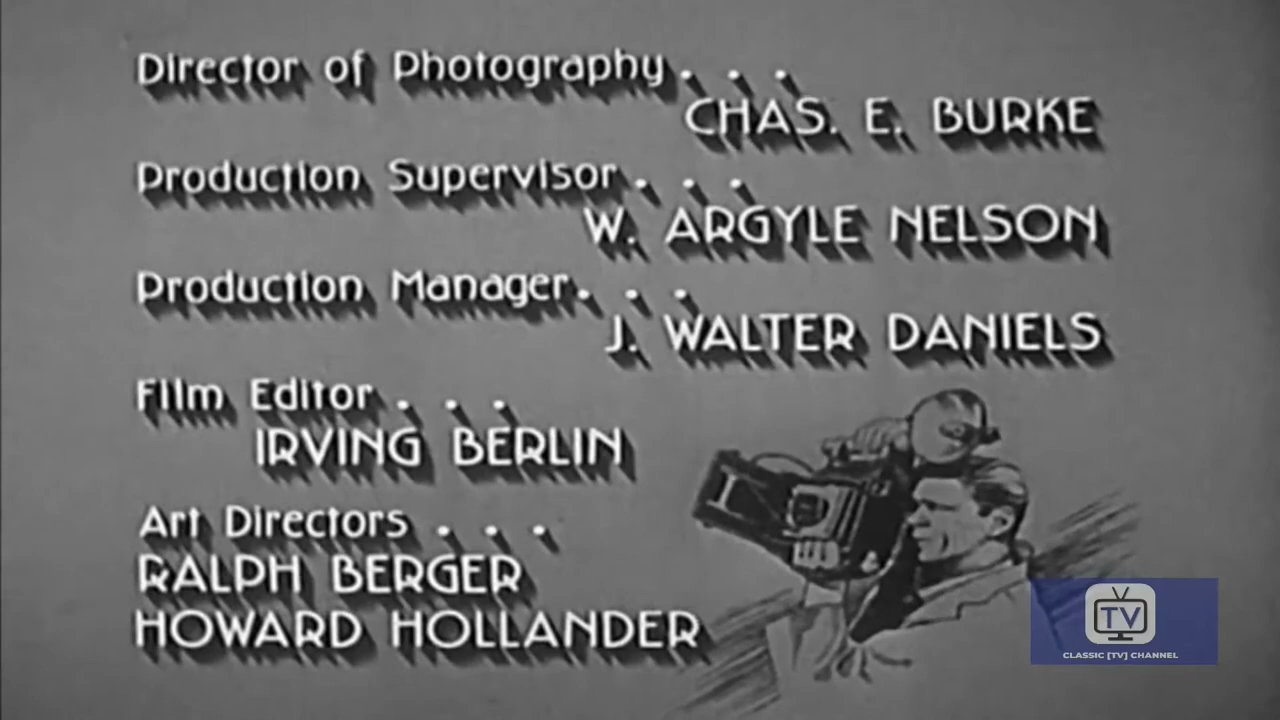 Director of Photography. . .
CHAS. E. BURKE
Production Supervisor. . .
W. ARGYLE NELSON
Production Manager. . .
J. WALTER DANIELS
Film Editor . . .
IRVING BERLIN
Art Directors . . .
RALPH BERGER
HOWARD HOLLANDER
TV
CLASSIC [TV] CHANNEL